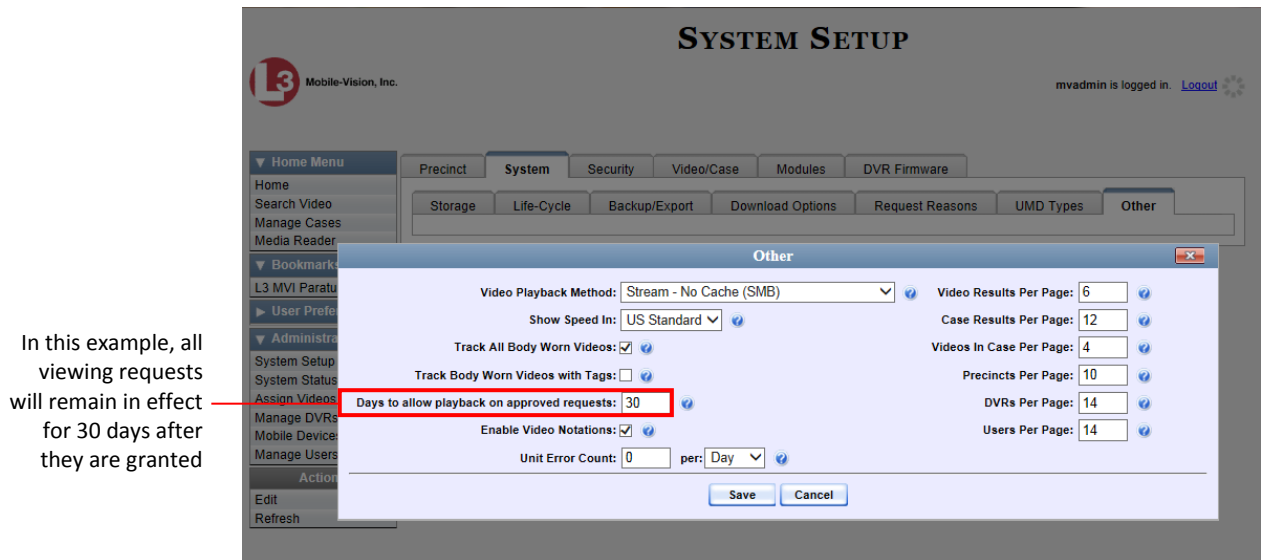 SYSTEM SETUP
L3 Mobile-Vision, Inc.
mvadmin is logged in. Logout
▼ Home Menu
Home
Search Video
Manage Cases
Media Reader
▼ Bookmarks
L3 MVI Paratu
▶ User Prefe
▼ Administra
System Setup
System Status
Assign Videos
Manage DVRs
Mobile Device
Manage Users
Action
Edit
Refresh
Precinct System Security Video/Case Modules DVR Firmware
Storage Life-Cycle Backup/Export Download Options Request Reasons UMD Types Other
Other
Video Playback Method: Stream - No Cache (SMB)
Show Speed In: US Standard
Track All Body Worn Videos:
Track Body Worn Videos with Tags:
Days to allow playback on approved requests: 30
Enable Video Notations:
Unit Error Count: 0 per: Day
Video Results Per Page: 6
Case Results Per Page: 12
Videos In Case Per Page: 4
Precincts Per Page: 10
DVRs Per Page: 14
Users Per Page: 14
Save Cancel
In this example, all
viewing requests
will remain in effect
for 30 days after
they are granted